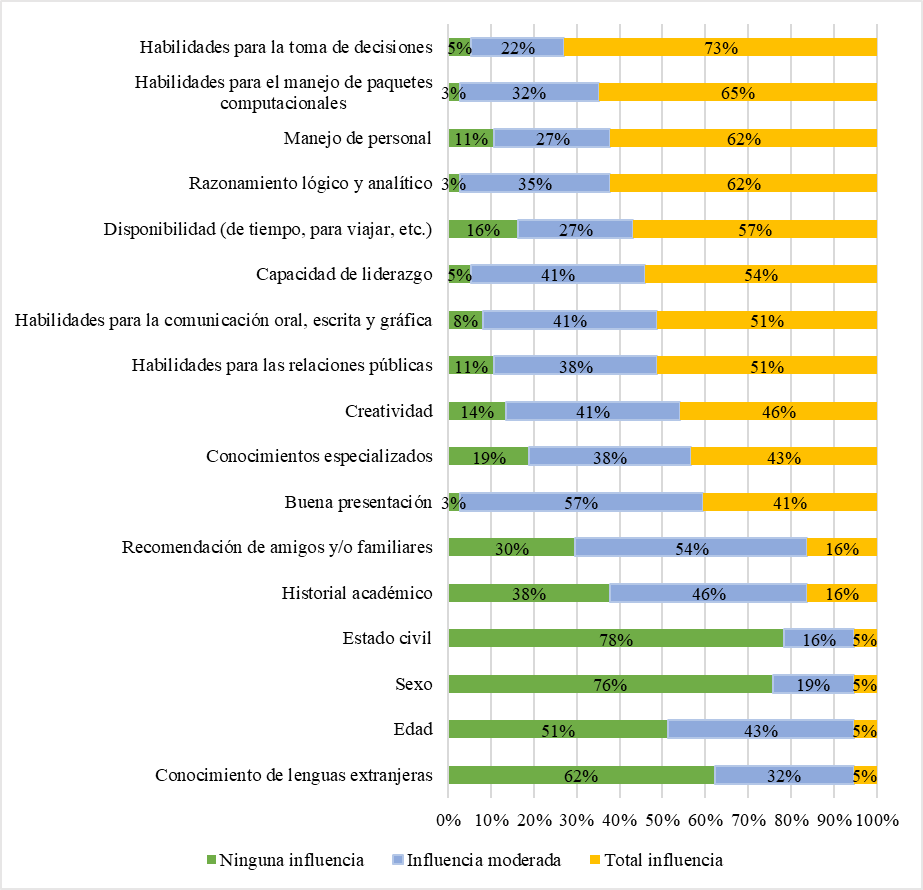 Habilidades para la toma de decisiones 5% 22% 73%
Habilidades para el manejo de paquetes
computacionales 3% 32% 65%
Manejo de personal 11% 27% 62%
Razonamiento lógico y analítico 3% 35% 62%
Disponibilidad (de tiempo, para viajar, etc.) 16% 27% 57%
Capacidad de liderazgo 5% 41% 54%
Habilidades para la comunicación oral, escrita y gráfica 8% 41% 51%
Habilidades para las relaciones públicas 11% 38% 51%
Creatividad 14% 41% 46%
Conocimientos especializados 19% 38% 43%
Buena presentación 3% 57% 41%
Recomendación de amigos y/o familiares 30% 54% 16%
Historial académico 38% 46% 16%
Estado civil 78% 16% 5%
Sexo 76% 19% 5%
Edad 51% 43% 5%
Conocimiento de lenguas extranjeras 62% 32% 5%
0% 10% 20% 30% 40% 50% 60% 70% 80% 90% 100%
Ninguna influencia Influencia moderada Total influencia